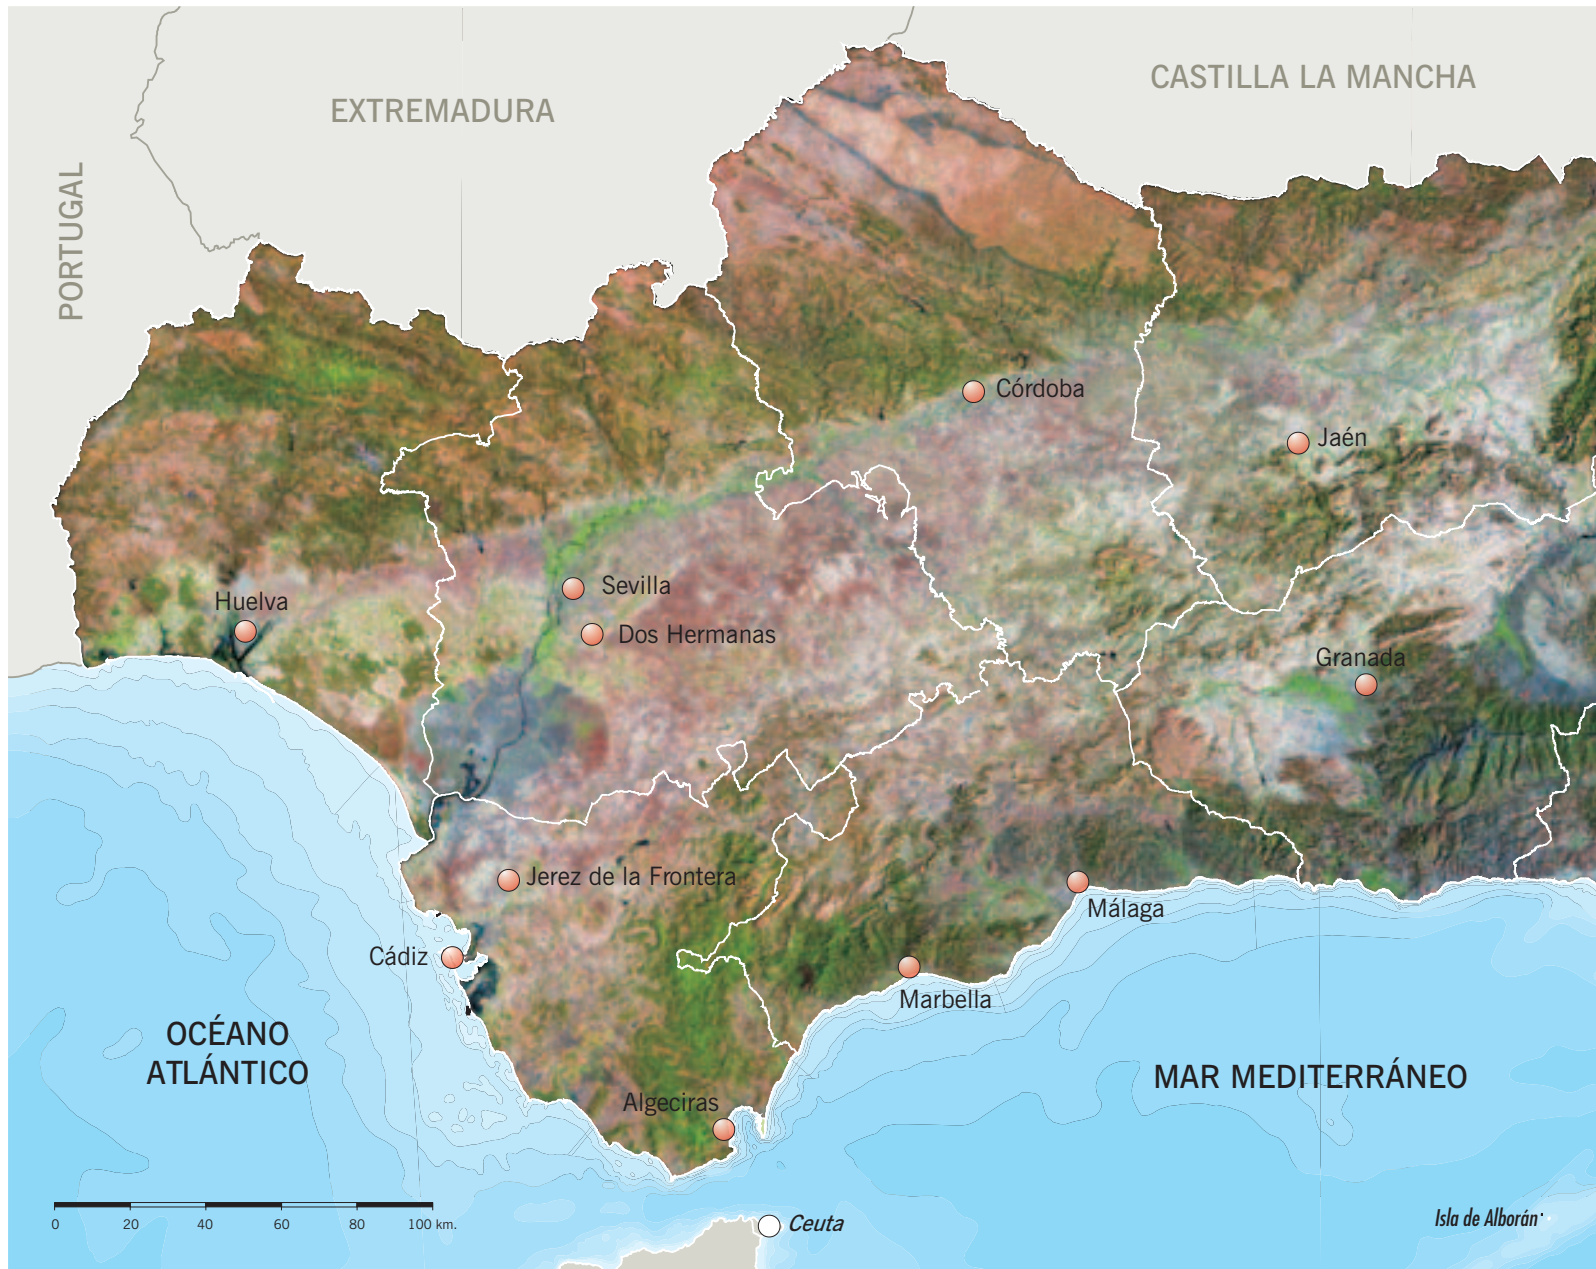 CASTILLA LA MANCHA
EXTREMADURA
PORTUGAL
Córdoba
Jaén
Sevilla
Huelva
Dos Hermanas
Granada
Jerez de la Frontera
Málaga
Cádiz
Marbella
OCÉANO
ATLÁNTICO
MAR MEDITERRÁNEO
Algeciras
0 20 40 60 80 100 km.
Ceuta
Isla de Alborán